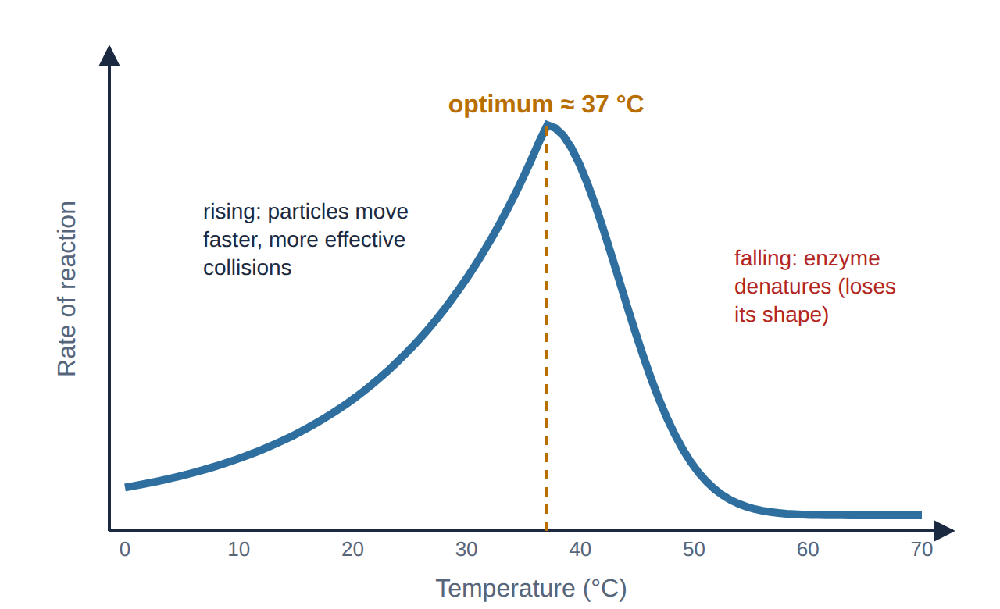 optimum ≈ 37 °C
rising: particles move
faster, more effective
collisions
falling: enzyme
denatures (loses
its shape)
Rate of reaction
0 10 20 30 40 50 60 70
Temperature (°C)